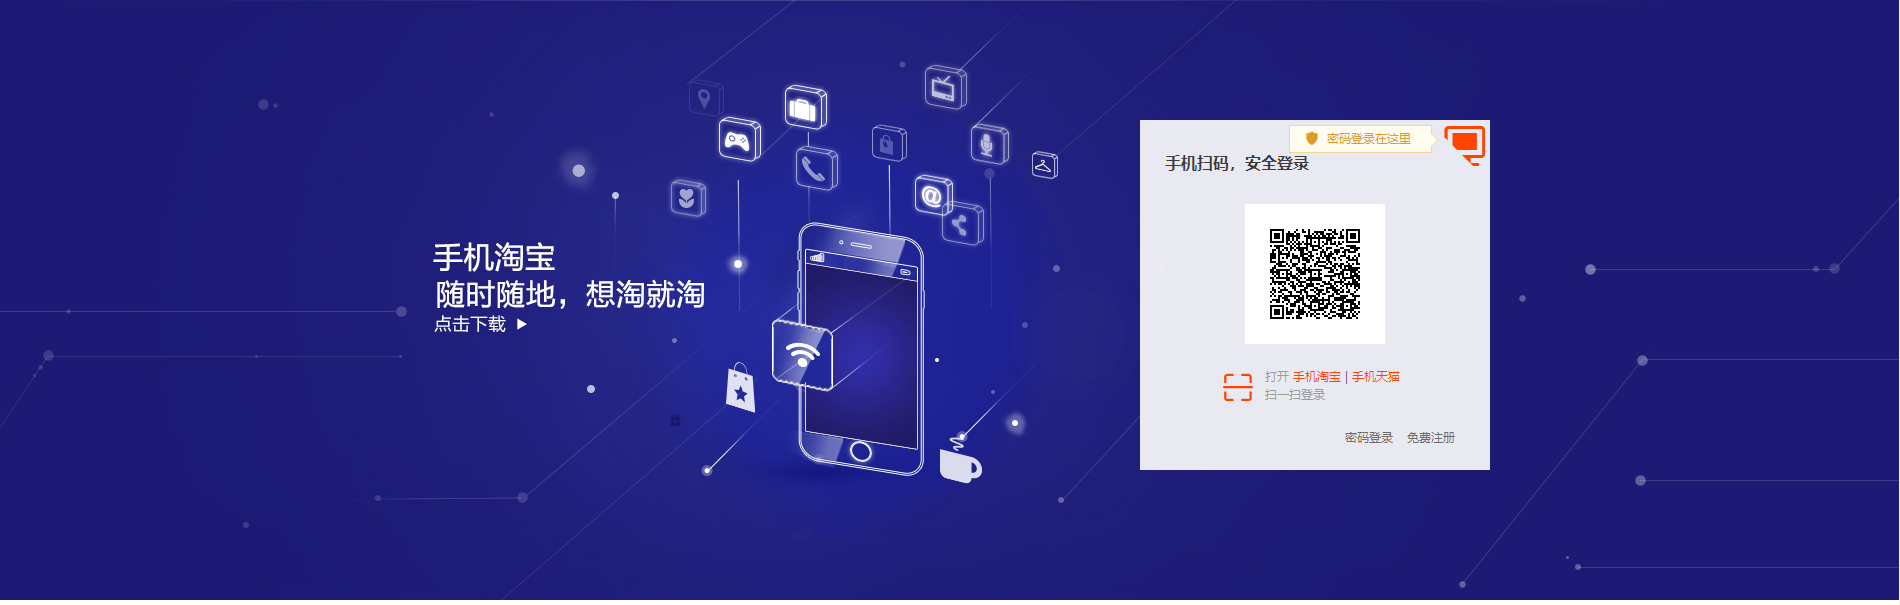 手机淘宝
随时随地，想淘就淘
点击下载
密码登录在这里
手机扫码，安全登录
打开 手机淘宝 | 手机天猫
扫一扫登录
密码登录 免费注册